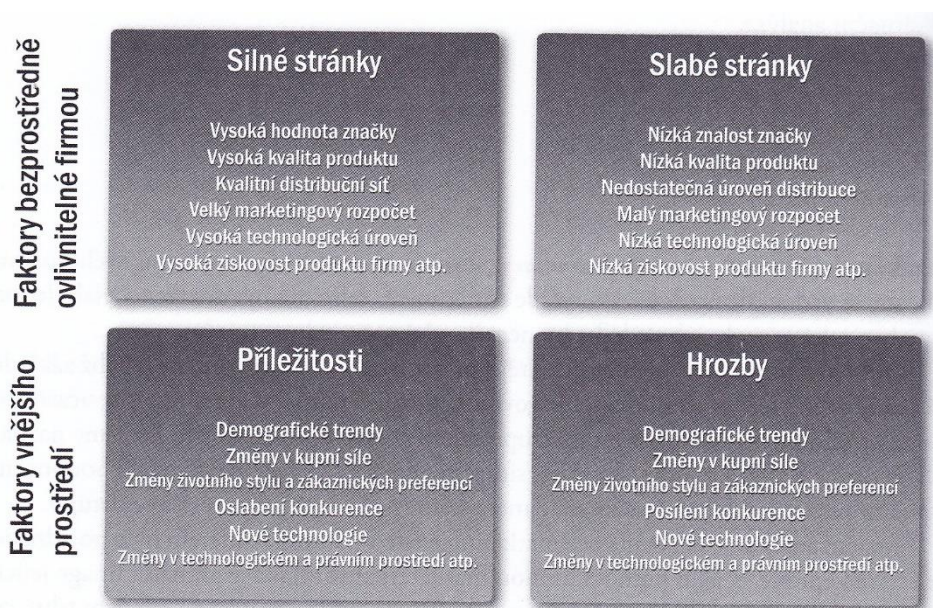 Faktory bezprostředně
ovlivnitelné firmou
Silné stránky
Vysoká hodnota značky
Vysoká kvalita produktu
Kvalitní distribuční síť
Velký marketingový rozpočet
Vysoká technologická úroveň
Vysoká ziskovost produktu firmy atp.
Slabé stránky
Nízká znalost značky
Nízká kvalita produktu
Nedostatečná úroveň distribuce
Malý marketingový rozpočet
Nízká technologická úroveň
Nízká ziskovost produktu firmy atp.
Faktory vnějšího
prostředí
Příležitosti
Demografické trendy
Změny v kupní síle
Změny životního stylu a zákaznických preferencí
Oslabení konkurence
Nové technologie
Změny v technologickém a právním prostředí atp.
Hrozby
Demografické trendy
Změny v kupní síle
Změny životního stylu a zákaznických preferencí
Posílení konkurence
Nové technologie
Změny v technologickém a právním prostředí atp.